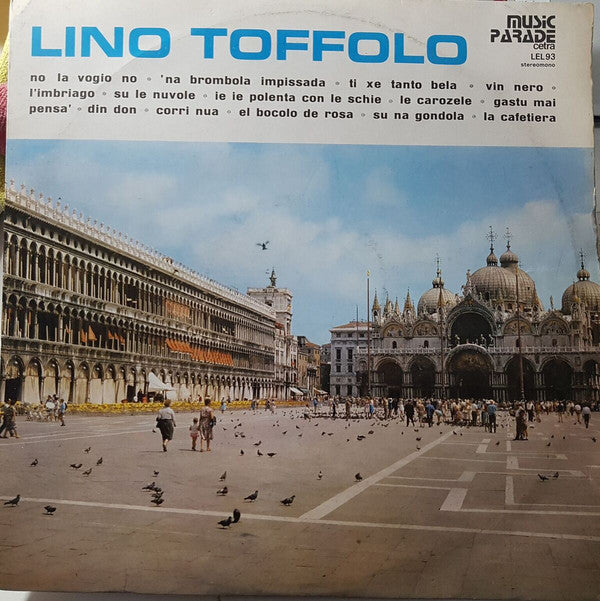 LINO TOFFOLO
MUSIC
PARADE
cetra
LEL 93
stereomono
no la vogio no ◦ 'na brombola impissada ◦ ti xe tanto bela ◦ vin nero ◦
l'imbriago ◦ su le nuvole ◦ ie ie polenta con le schie ◦ le carozele ◦ gastu mai
pensa' ◦ din don ◦ corri nua ◦ el bocolo de rosa ◦ su na gondola ◦ la cafetiera